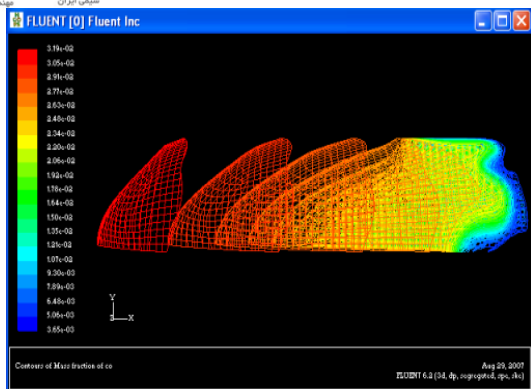 شیمی ایران
FLUENT [0] Fluent Inc
3.19e-02
3.05e-02
2.91e-02
2.77e-02
2.63e-02
2.48e-02
2.34e-02
2.20e-02
2.06e-02
1.92e-02
1.78e-02
1.64e-02
1.50e-02
1.35e-02
1.21e-02
1.07e-02
9.30e-03
7.89e-03
6.48e-03
5.06e-03
3.65e-03
Y
Z X
Contours of Mass fraction of co
Aug 29, 2007
FLUENT 6.2 (3d, dp, segregated, spe, ske)